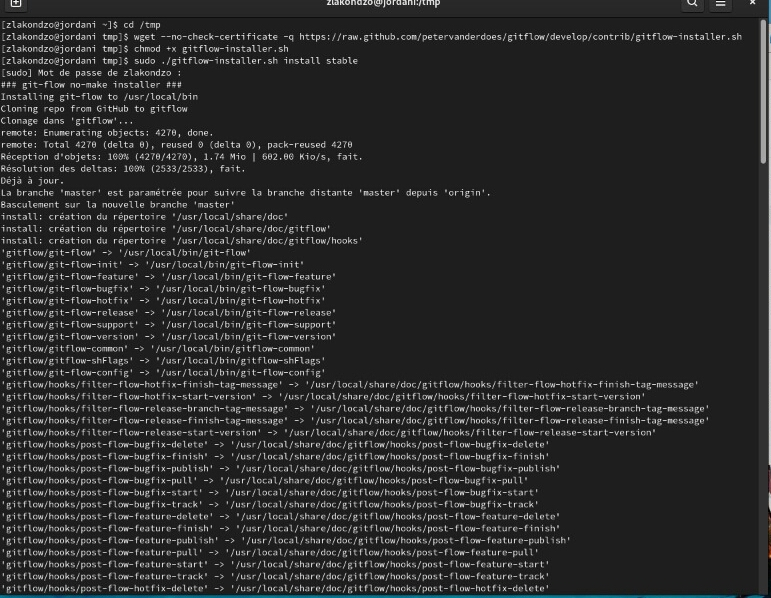 zlakondzo@jordani:/tmp
[zlakondzo@jordani ~]$ cd /tmp
[zlakondzo@jordani tmp]$ wget --no-check-certificate -q https://raw.github.com/petervanderdoes/gitflow/develop/contrib/gitflow-installer.sh
[zlakondzo@jordani tmp]$ chmod +x gitflow-installer.sh
[zlakondzo@jordani tmp]$ sudo ./gitflow-installer.sh install stable
[sudo] Mot de passe de zlakondzo :
### git-flow no-make installer ###
Installing git-flow to /usr/local/bin
Cloning repo from GitHub to gitflow
Clonage dans 'gitflow'...
remote: Enumerating objects: 4270, done.
remote: Total 4270 (delta 0), reused 0 (delta 0), pack-reused 4270
Réception d'objets: 100% (4270/4270), 1.74 Mio | 602.00 Kio/s, fait.
Résolution des deltas: 100% (2533/2533), fait.
Déjà à jour.
La branche 'master' est paramétrée pour suivre la branche distante 'master' depuis 'origin'.
Basculement sur la nouvelle branche 'master'
install: création du répertoire '/usr/local/share/doc'
install: création du répertoire '/usr/local/share/doc/gitflow'
install: création du répertoire '/usr/local/share/doc/gitflow/hooks'
'gitflow/git-flow' -> '/usr/local/bin/git-flow'
'gitflow/git-flow-init' -> '/usr/local/bin/git-flow-init'
'gitflow/git-flow-feature' -> '/usr/local/bin/git-flow-feature'
'gitflow/git-flow-bugfix' -> '/usr/local/bin/git-flow-bugfix'
'gitflow/git-flow-hotfix' -> '/usr/local/bin/git-flow-hotfix'
'gitflow/git-flow-release' -> '/usr/local/bin/git-flow-release'
'gitflow/git-flow-support' -> '/usr/local/bin/git-flow-support'
'gitflow/git-flow-version' -> '/usr/local/bin/git-flow-version'
'gitflow/gitflow-common' -> '/usr/local/bin/gitflow-common'
'gitflow/gitflow-shFlags' -> '/usr/local/bin/gitflow-shFlags'
'gitflow/git-flow-config' -> '/usr/local/bin/git-flow-config'
'gitflow/hooks/filter-flow-hotfix-finish-tag-message' -> '/usr/local/share/doc/gitflow/hooks/filter-flow-hotfix-finish-tag-message'
'gitflow/hooks/filter-flow-hotfix-start-version' -> '/usr/local/share/doc/gitflow/hooks/filter-flow-hotfix-start-version'
'gitflow/hooks/filter-flow-release-branch-tag-message' -> '/usr/local/share/doc/gitflow/hooks/filter-flow-release-branch-tag-message'
'gitflow/hooks/filter-flow-release-finish-tag-message' -> '/usr/local/share/doc/gitflow/hooks/filter-flow-release-finish-tag-message'
'gitflow/hooks/filter-flow-release-start-version' -> '/usr/local/share/doc/gitflow/hooks/filter-flow-release-start-version'
'gitflow/hooks/post-flow-bugfix-delete' -> '/usr/local/share/doc/gitflow/hooks/post-flow-bugfix-delete'
'gitflow/hooks/post-flow-bugfix-finish' -> '/usr/local/share/doc/gitflow/hooks/post-flow-bugfix-finish'
'gitflow/hooks/post-flow-bugfix-publish' -> '/usr/local/share/doc/gitflow/hooks/post-flow-bugfix-publish'
'gitflow/hooks/post-flow-bugfix-pull' -> '/usr/local/share/doc/gitflow/hooks/post-flow-bugfix-pull'
'gitflow/hooks/post-flow-bugfix-start' -> '/usr/local/share/doc/gitflow/hooks/post-flow-bugfix-start'
'gitflow/hooks/post-flow-bugfix-track' -> '/usr/local/share/doc/gitflow/hooks/post-flow-bugfix-track'
'gitflow/hooks/post-flow-feature-delete' -> '/usr/local/share/doc/gitflow/hooks/post-flow-feature-delete'
'gitflow/hooks/post-flow-feature-finish' -> '/usr/local/share/doc/gitflow/hooks/post-flow-feature-finish'
'gitflow/hooks/post-flow-feature-publish' -> '/usr/local/share/doc/gitflow/hooks/post-flow-feature-publish'
'gitflow/hooks/post-flow-feature-pull' -> '/usr/local/share/doc/gitflow/hooks/post-flow-feature-pull'
'gitflow/hooks/post-flow-feature-start' -> '/usr/local/share/doc/gitflow/hooks/post-flow-feature-start'
'gitflow/hooks/post-flow-feature-track' -> '/usr/local/share/doc/gitflow/hooks/post-flow-feature-track'
'gitflow/hooks/post-flow-hotfix-delete' -> '/usr/local/share/doc/gitflow/hooks/post-flow-hotfix-delete'